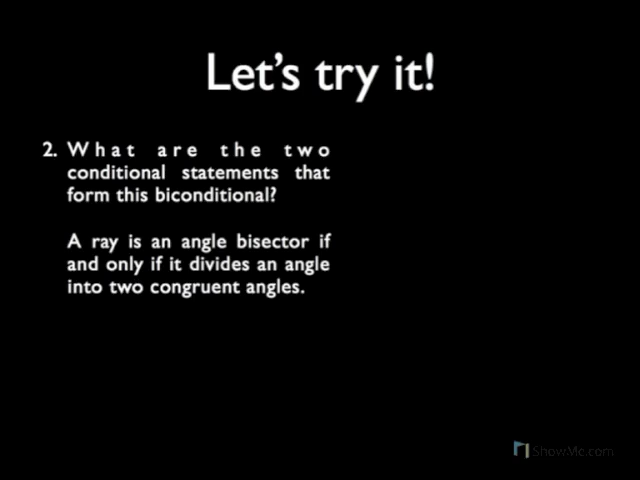 Let's try it!
2. What are the two
conditional statements that
form this biconditional?
A ray is an angle bisector if
and only if it divides an angle
into two congruent angles.
ShowMe.com